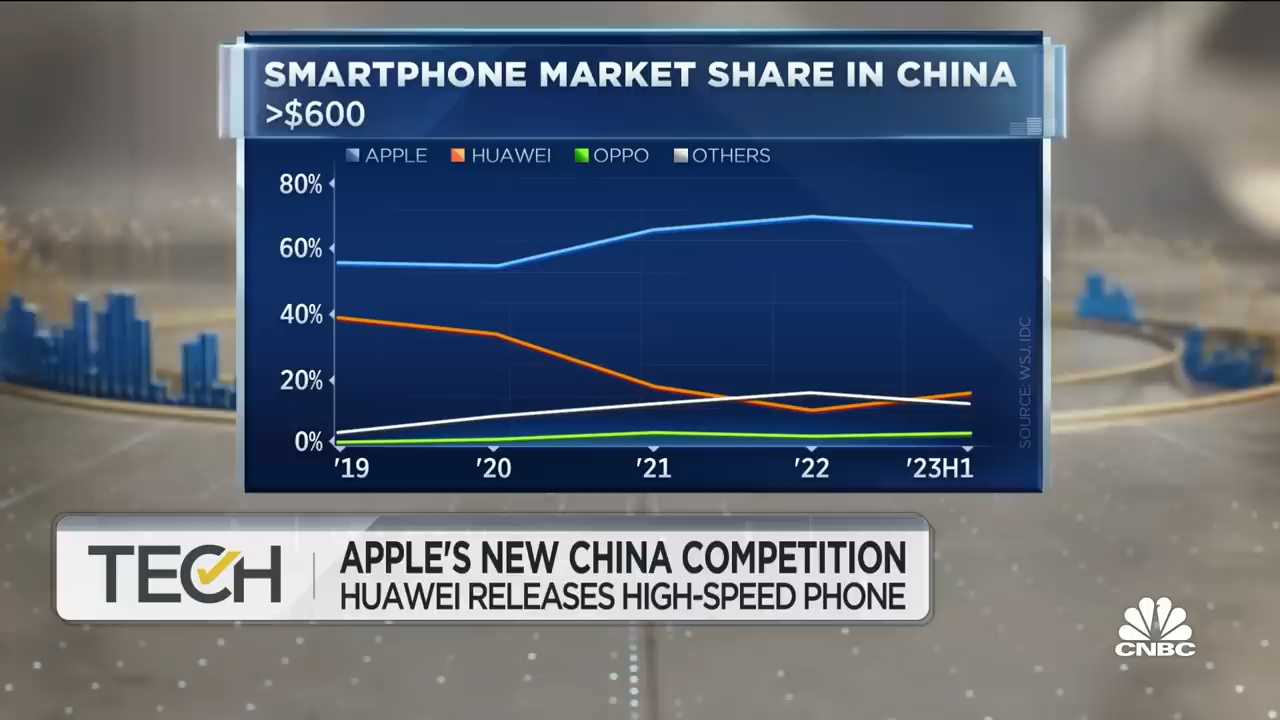 SMARTPHONE MARKET SHARE IN CHINA
>$600
APPLE HUAWEI OPPO OTHERS
80%
60%
40%
20%
0%
'19 '20 '21 '22 '23H1
SOURCE: WSJ, IDC
TECH
APPLE'S NEW CHINA COMPETITION
HUAWEI RELEASES HIGH-SPEED PHONE
CNBC